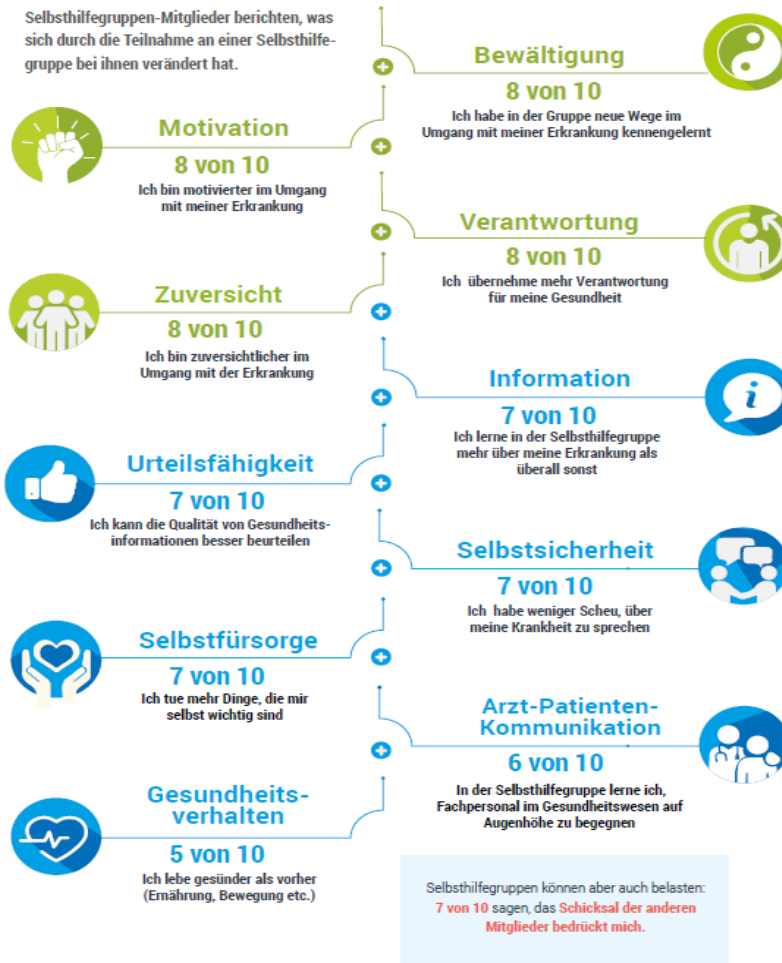 Selbsthilfegruppen-Mitglieder berichten, was
sich durch die Teilnahme an einer Selbsthilfe-
gruppe bei ihnen verändert hat.
Bewältigung
8 von 10
Ich habe in der Gruppe neue Wege im
Umgang mit meiner Erkrankung kennengelernt
Motivation
8 von 10
Ich bin motivierter im Umgang
mit meiner Erkrankung
Verantwortung
8 von 10
Ich übernehme mehr Verantwortung
für meine Gesundheit
Zuversicht
8 von 10
Ich bin zuversichtlicher im
Umgang mit der Erkrankung
Information
7 von 10
Ich lerne in der Selbsthilfegruppe
mehr über meine Erkrankung als
überall sonst
Urteilsfähigkeit
7 von 10
Ich kann die Qualität von Gesundheits-
informationen besser beurteilen
Selbstsicherheit
7 von 10
Ich habe weniger Scheu, über
meine Krankheit zu sprechen
Selbstfürsorge
7 von 10
Ich tue mehr Dinge, die mir
selbst wichtig sind
Arzt-Patienten-
Kommunikation
6 von 10
In der Selbsthilfegruppe lerne ich,
Fachpersonal im Gesundheitswesen auf
Augenhöhe zu begegnen
Gesundheits-
verhalten
5 von 10
Ich lebe gesünder als vorher
(Ernährung, Bewegung etc.)
Selbsthilfegruppen können aber auch belasten:
7 von 10 sagen, das Schicksal der anderen
Mitglieder bedrückt mich.